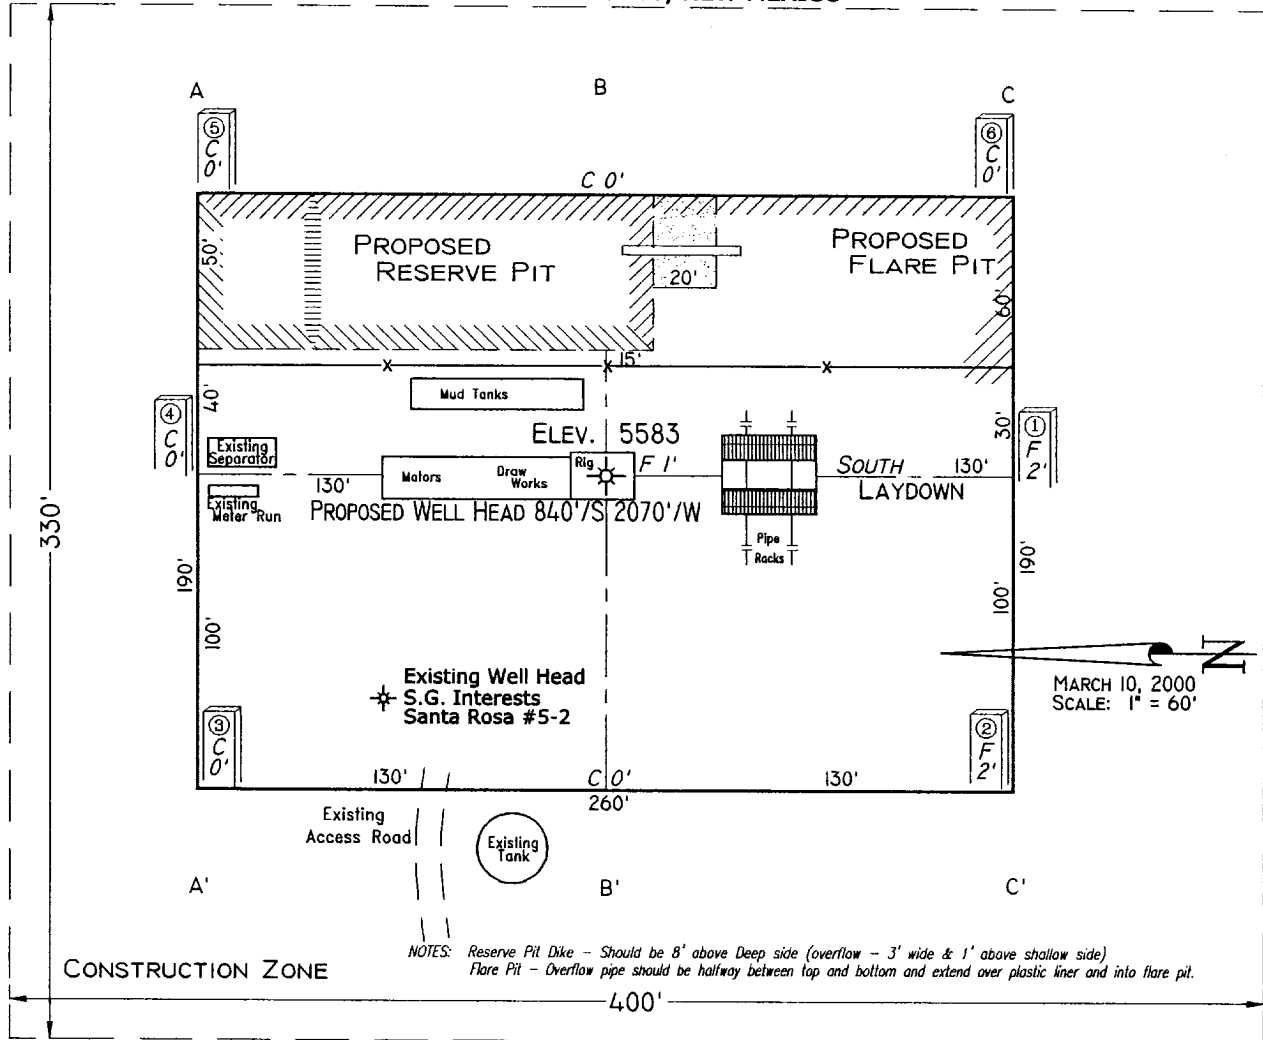 A
B
C
5
C
0'
6
C
0'
C 0'
50'
PROPOSED
RESERVE PIT
20'
PROPOSED
FLARE PIT
60'
15'
x
x
x
40'
Mud Tanks
4
C
0'
ELEV. 5583
30'
1
F
2'
Existing
Separator
130'
Motors
Draw
Works
Rig
F 1'
SOUTH
130'
LAYDOWN
Existing
Meter Run
PROPOSED WELL HEAD 840'/S 2070'/W
Pipe
Racks
330'
190'
190'
100'
100'
N
Existing Well Head
S.G. Interests
Santa Rosa #5-2
MARCH 10, 2000
SCALE: 1" = 60'
3
C
0'
2
F
2'
130'
C 0'
130'
260'
Existing
Access Road
Existing
Tank
A'
B'
C'
NOTES: Reserve Pit Dike – Should be 8' above Deep side (overflow – 3' wide & 1' above shallow side)
Flare Pit – Overflow pipe should be halfway between top and bottom and extend over plastic liner and into flare pit.
CONSTRUCTION ZONE
400'